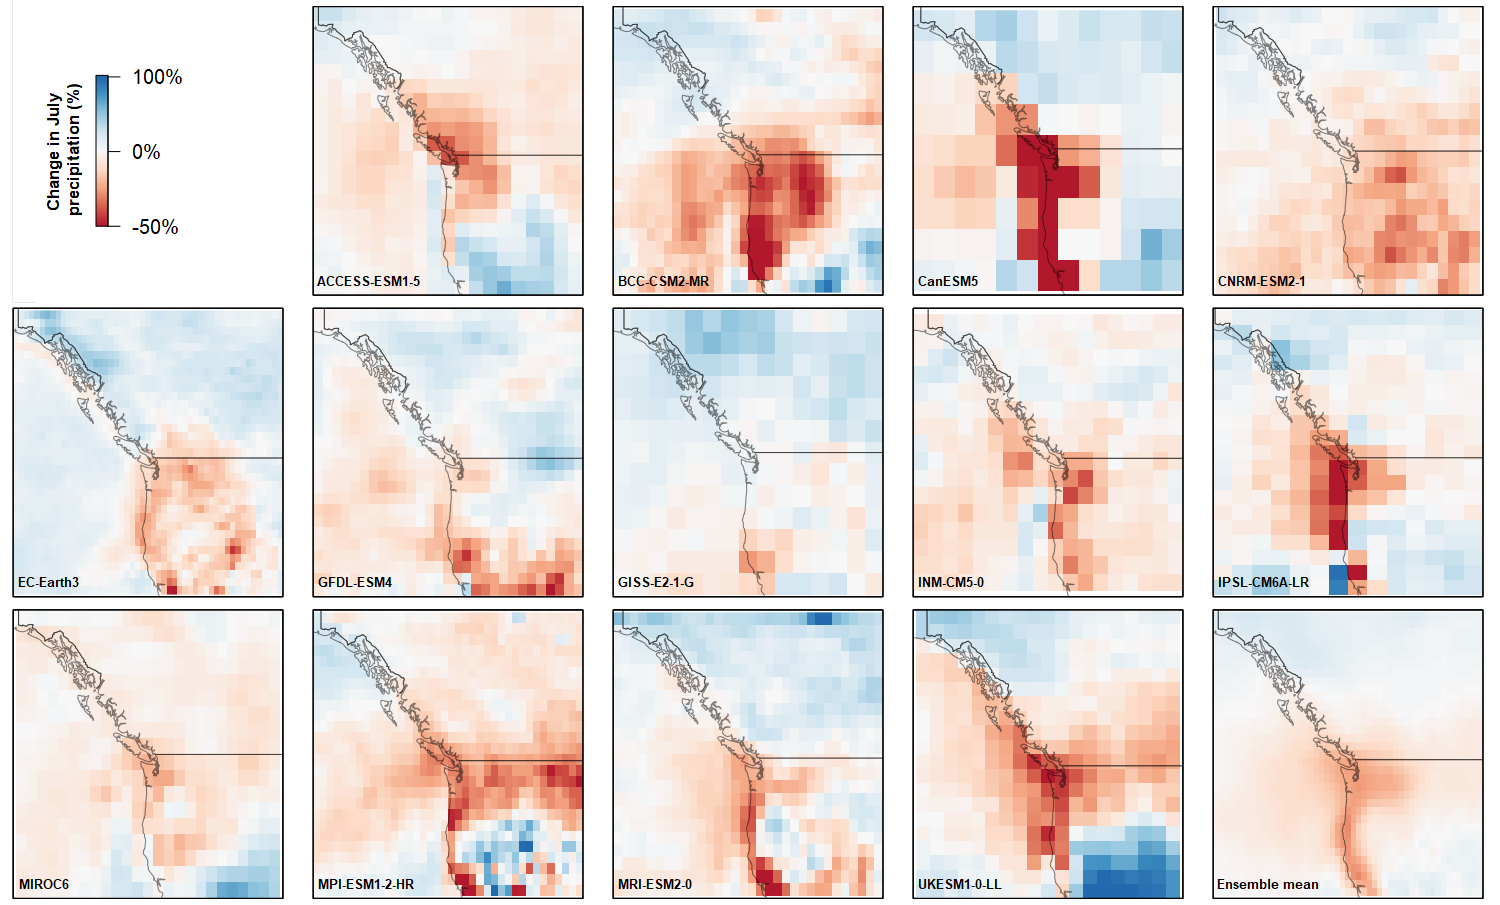 Change in July
precipitation (%)
100%
0%
-50%
ACCESS-ESM1-5
BCC-CSM2-MR
CanESM5
CNRM-ESM2-1
EC-Earth3
GFDL-ESM4
GISS-E2-1-G
INM-CM5-0
IPSL-CM6A-LR
MIROC6
MPI-ESM1-2-HR
MRI-ESM2-0
UKESM1-0-LL
Ensemble mean